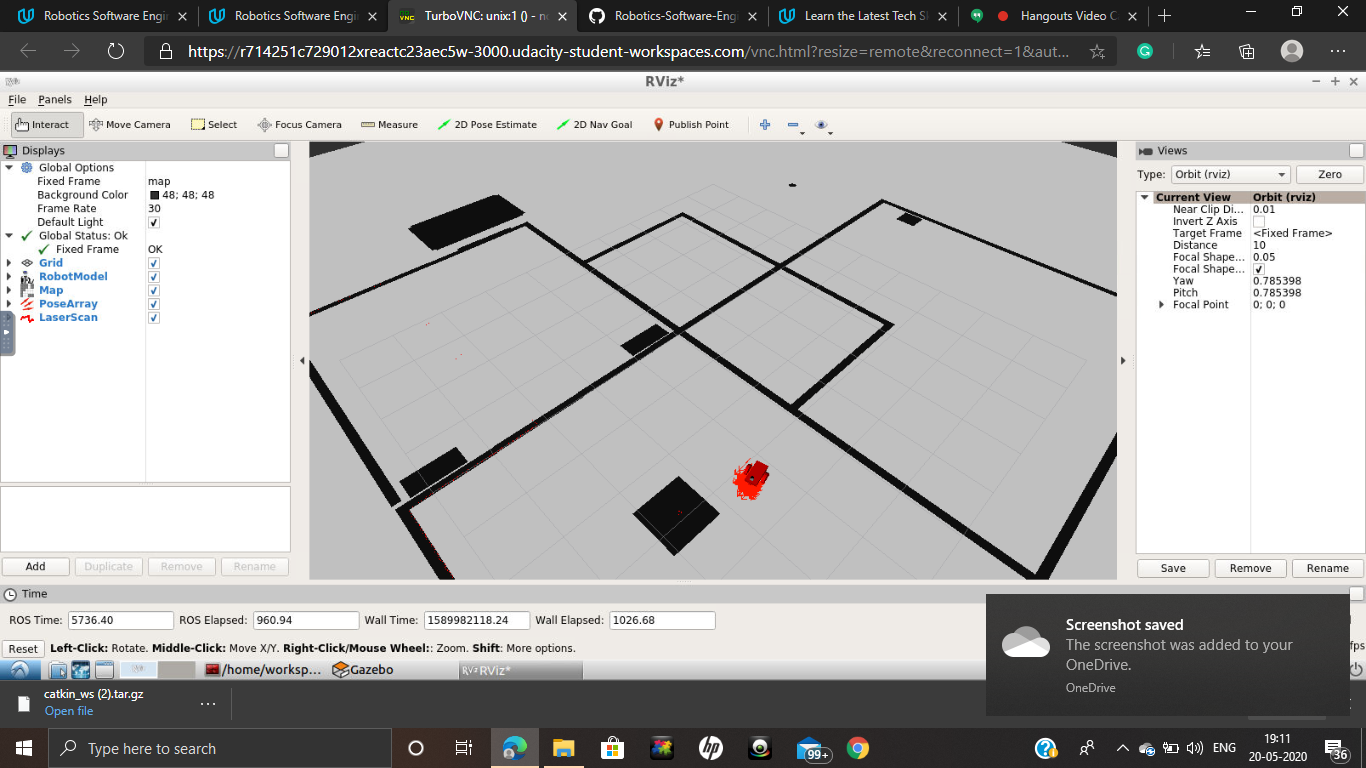 Robotics Software Engi
Robotics Software Engi
TurboVNC: unix:1 () - no
Robotics-Software-Eng
Learn the Latest Tech Sk
Hangouts Video C
https://r714251c729012xreactc23aec5w-3000.udacity-student-workspaces.com/vnc.html?resize=remote&reconnect=1&aut...
RViz*
File Panels Help
Interact Move Camera Select Focus Camera Measure 2D Pose Estimate 2D Nav Goal Publish Point
Displays
Global Options
Fixed Frame map
Background Color 48; 48; 48
Frame Rate 30
Default Light
Global Status: Ok
Fixed Frame OK
Grid
RobotModel
Map
PoseArray
LaserScan
Add Duplicate Remove Rename
Views
Type: Orbit (rviz) Zero
Current View Orbit (rviz)
Near Clip Di... 0.01
Invert Z Axis
Target Frame <Fixed Frame>
Distance 10
Focal Shape... 0.05
Focal Shape...
Yaw 0.785398
Pitch 0.785398
Focal Point 0; 0; 0
Save Remove Rename
Time
ROS Time: 5736.40 ROS Elapsed: 960.94 Wall Time: 1589982118.24 Wall Elapsed: 1026.68
Reset Left-Click: Rotate. Middle-Click: Move X/Y. Right-Click/Mouse Wheel:: Zoom. Shift: More options.
fps
/home/worksp... Gazebo RViz*
Screenshot saved
The screenshot was added to your
OneDrive.
OneDrive
catkin_ws (2).tar.gz
Open file
Type here to search
99+
ENG
19:11
20-05-2020
36